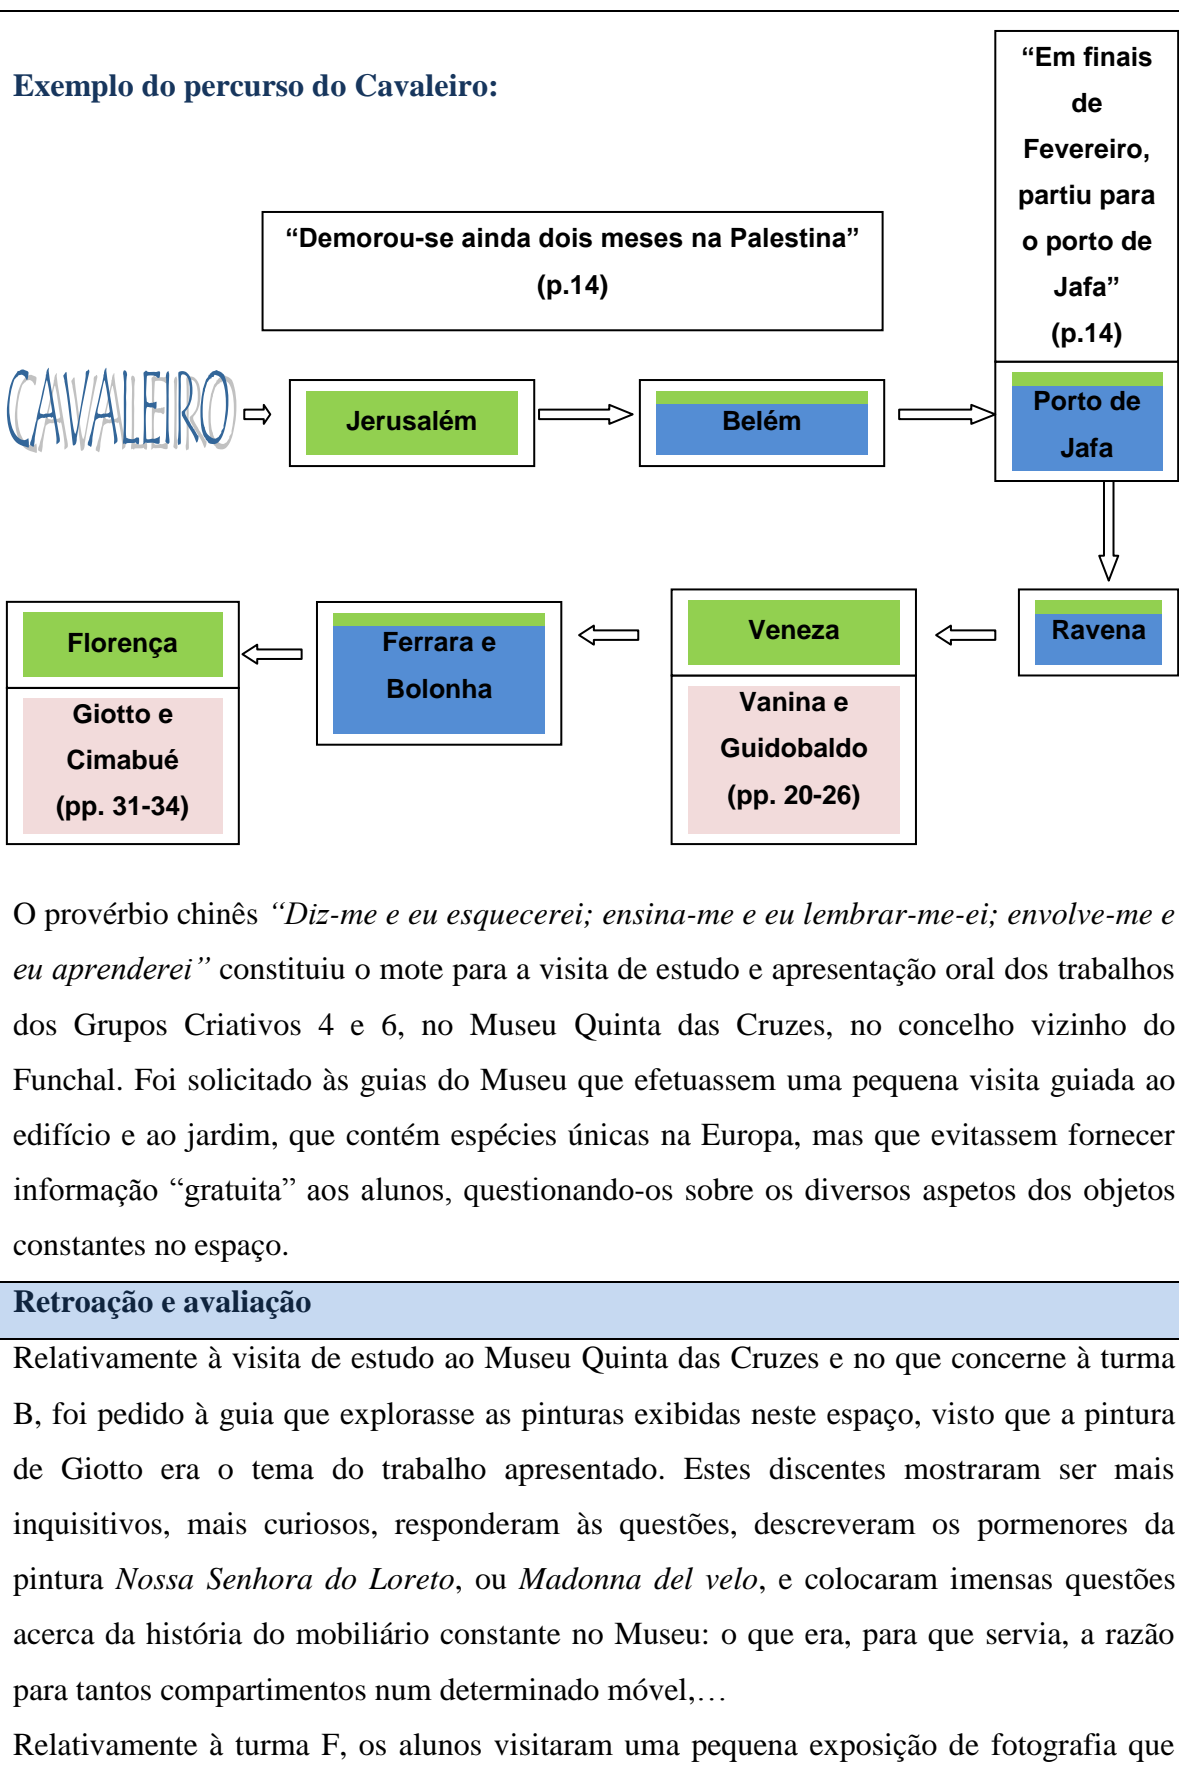 Exemplo do percurso do Cavaleiro:
“Em finais
de
Fevereiro,
partiu para
o porto de
Jafa”
(p.14)
“Demorou-se ainda dois meses na Palestina”
(p.14)
CAVALEIRO
Jerusalém
Belém
Porto de
Jafa
Ravena
Veneza
Vanina e
Guidobaldo
(pp. 20-26)
Ferrara e
Bolonha
Florença
Giotto e
Cimabué
(pp. 31-34)
O provérbio chinês “Diz-me e eu esquecerei; ensina-me e eu lembrar-me-ei; envolve-me e
eu aprenderei” constituiu o mote para a visita de estudo e apresentação oral dos trabalhos
dos Grupos Criativos 4 e 6, no Museu Quinta das Cruzes, no concelho vizinho do
Funchal. Foi solicitado às guias do Museu que efetuassem uma pequena visita guiada ao
edifício e ao jardim, que contém espécies únicas na Europa, mas que evitassem fornecer
informação “gratuita” aos alunos, questionando-os sobre os diversos aspetos dos objetos
constantes no espaço.
Retroação e avaliação
Relativamente à visita de estudo ao Museu Quinta das Cruzes e no que concerne à turma
B, foi pedido à guia que explorasse as pinturas exibidas neste espaço, visto que a pintura
de Giotto era o tema do trabalho apresentado. Estes discentes mostraram ser mais
inquisitivos, mais curiosos, responderam às questões, descreveram os pormenores da
pintura Nossa Senhora do Loreto, ou Madonna del velo, e colocaram imensas questões
acerca da história do mobiliário constante no Museu: o que era, para que servia, a razão
para tantos compartimentos num determinado móvel,…
Relativamente à turma F, os alunos visitaram uma pequena exposição de fotografia que